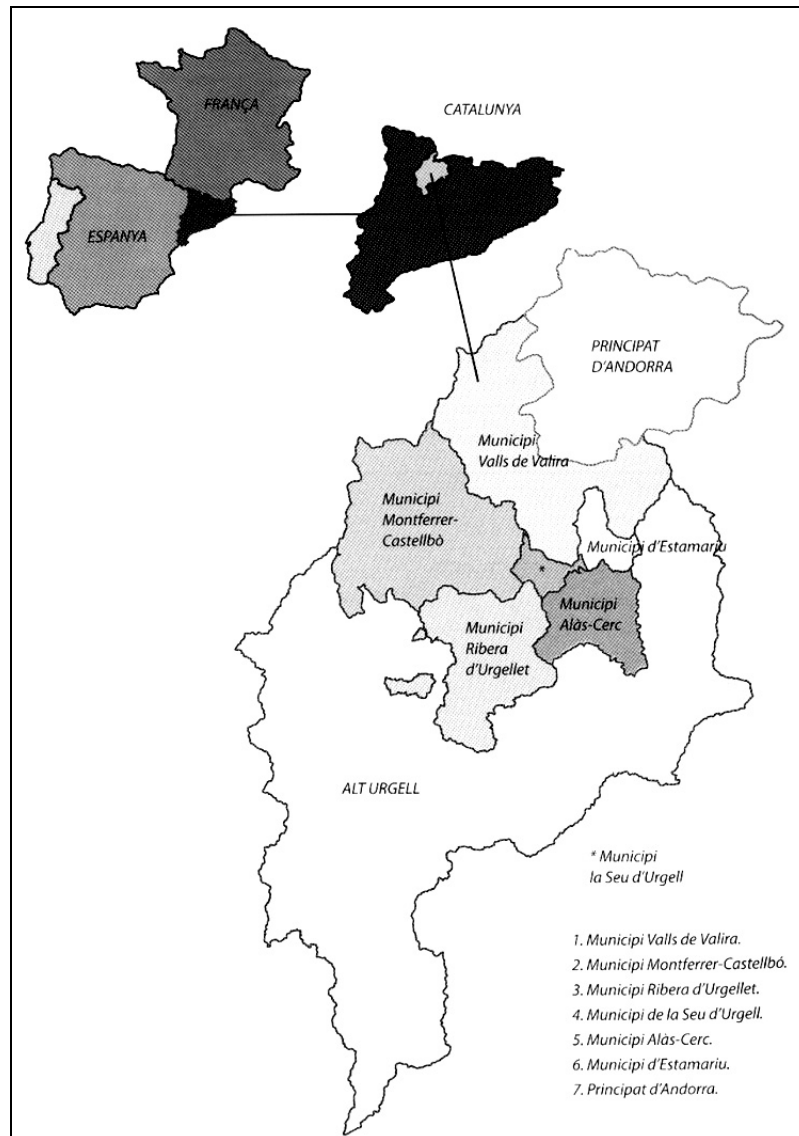 FRANÇA
CATALUNYA
ESPANYA
PRINCIPAT
D'ANDORRA
Municipi
Valls de Valira
Municipi
Montferrer-
Castellbò
Municipi d'Estamariu
*
Municipi
Alàs-Cerc
Municipi
Ribera
d'Urgellet
ALT URGELL
* Municipi
la Seu d'Urgell
1. Municipi Valls de Valira.
2. Municipi Montferrer-Castellbó.
3. Municipi Ribera d'Urgellet.
4. Municipi de la Seu d'Urgell.
5. Municipi Alàs-Cerc.
6. Municipi d'Estamariu.
7. Principat d'Andorra.